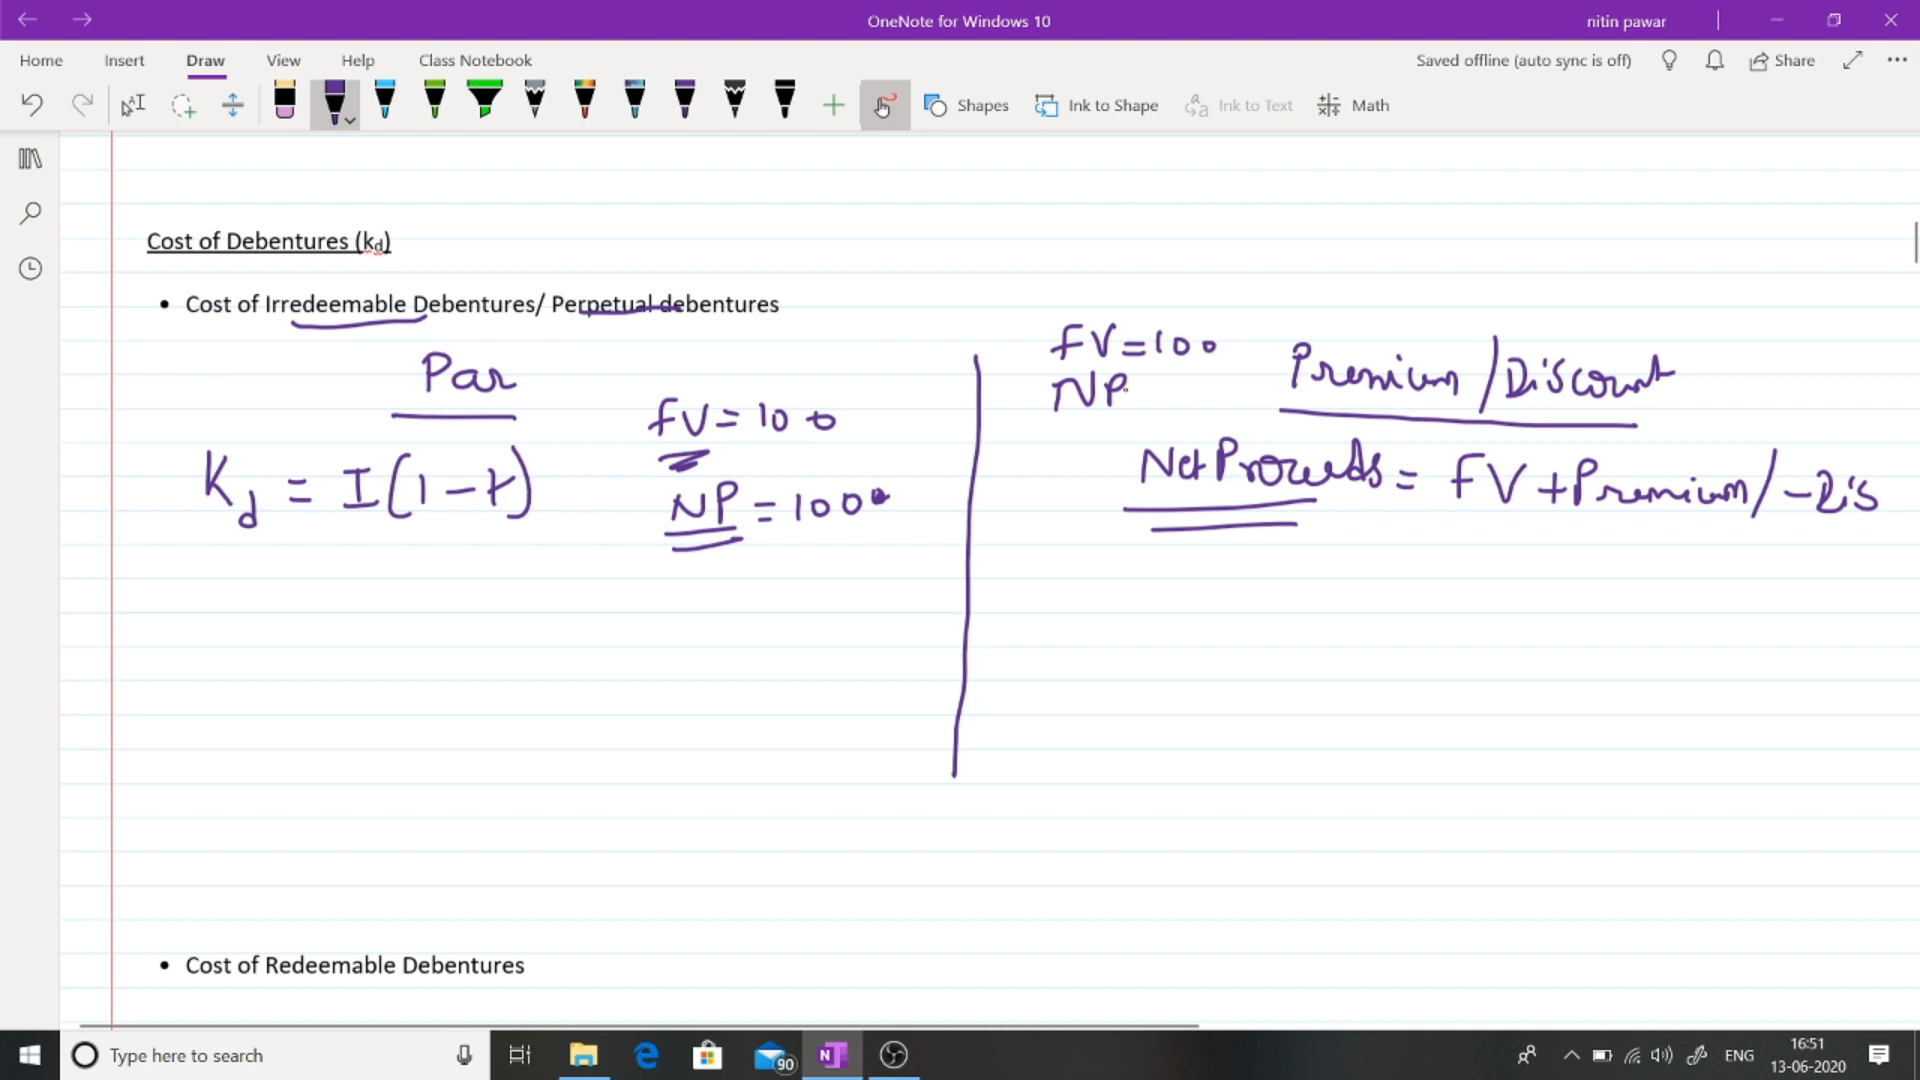 OneNote for Windows 10
nitin pawar
Home Insert Draw View Help Class Notebook
Saved offline (auto sync is off) Share
Shapes Ink to Shape Ink to Text Math
Cost of Debentures (kd)
• Cost of Irredeemable Debentures/ Perpetual debentures
Par
FV = 100
Kd = I(1-t)
NP = 100
FV = 100
NP
Premium/Discount
Net Proceeds = FV + Premium/ - Dis
• Cost of Redeemable Debentures
Type here to search
90
ENG
16:51
13-06-2020